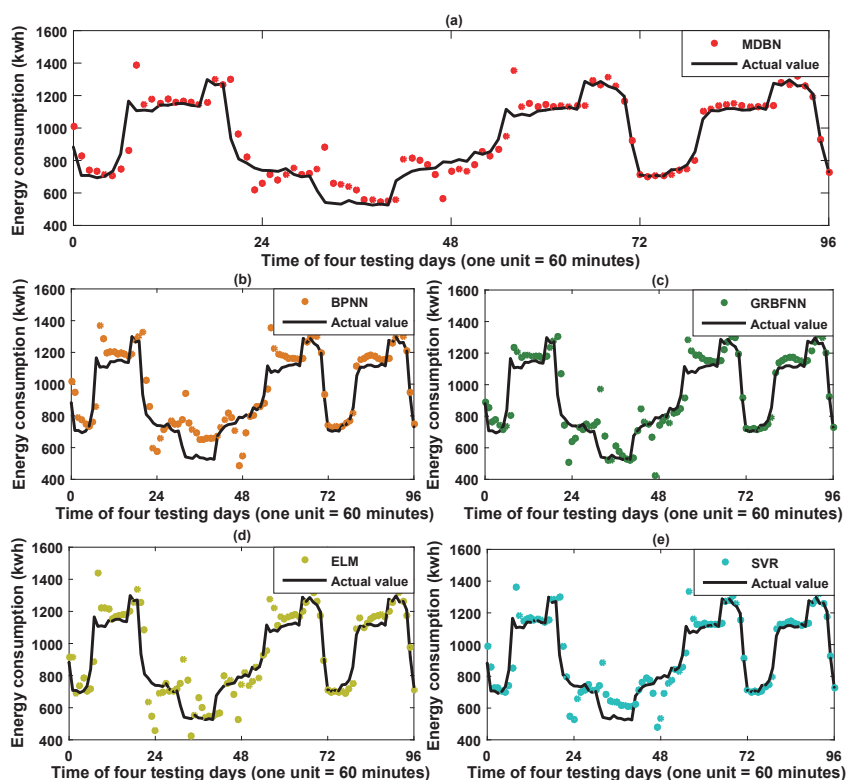 (a)
Energy consumption (kwh)
1600
1400
1200
1000
800
600
400
MDBN
Actual value
0 24 48 72 96
Time of four testing days (one unit = 60 minutes)
(b)
Energy consumption (kwh)
1600
1400
1200
1000
800
600
400
BPNN
Actual value
0 24 48 72 96
Time of four testing days (one unit = 60 minutes)
(c)
Energy consumption (kwh)
1600
1400
1200
1000
800
600
400
GRBFNN
Actual value
0 24 48 72 96
Time of four testing days (one unit = 60 minutes)
(d)
Energy consumption (kwh)
1600
1400
1200
1000
800
600
400
ELM
Actual value
0 24 48 72 96
Time of four testing days (one unit = 60 minutes)
(e)
Energy consumption (kwh)
1600
1400
1200
1000
800
600
400
SVR
Actual value
0 24 48 72 96
Time of four testing days (one unit = 60 minutes)